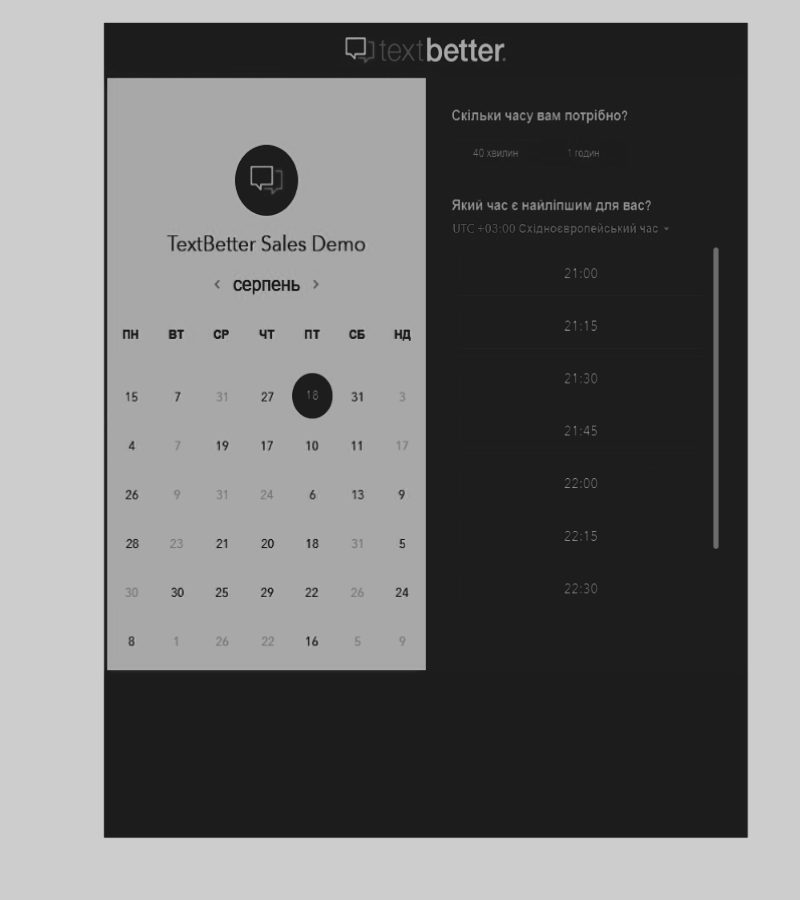 textbetter.
TextBetter Sales Demo
серпень
ПН ВТ СР ЧТ ПТ СБ НД
15 7 31 27 18 31 3
4 7 19 17 10 11 17
26 9 31 24 6 13 9
28 23 21 20 18 31 5
30 30 25 29 22 26 24
8 1 26 22 16 5 9
Скільки часу вам потрібно?
40 хвилин 1 годин
Який час є найліпшим для вас?
UTC +03:00 Східноєвропейський час
21:00
21:15
21:30
21:45
22:00
22:15
22:30